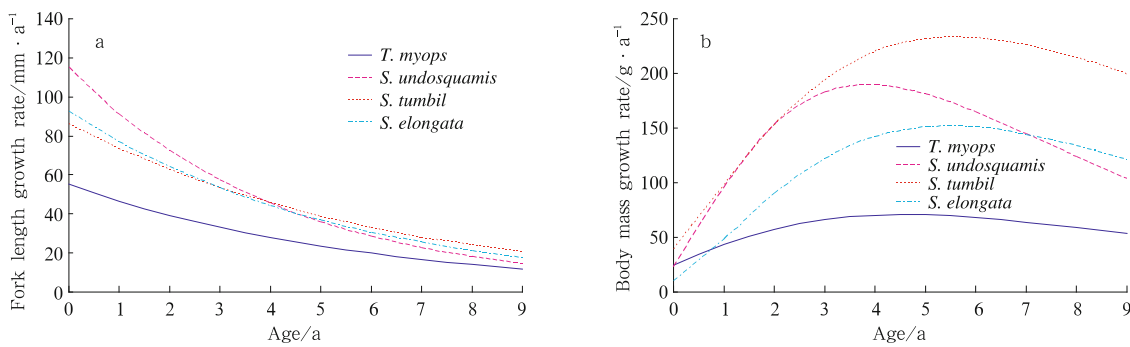 a
Fork length growth rate/mm · a⁻¹
140
120
100
80
60
40
20
0
T. myops
S. undosquamis
S. tumbil
S. elongata
0 1 2 3 4 5 6 7 8 9
Age/a
b
Body mass growth rate/g · a⁻¹
250
200
150
100
50
0
T. myops
S. undosquamis
S. tumbil
S. elongata
0 1 2 3 4 5 6 7 8 9
Age/a